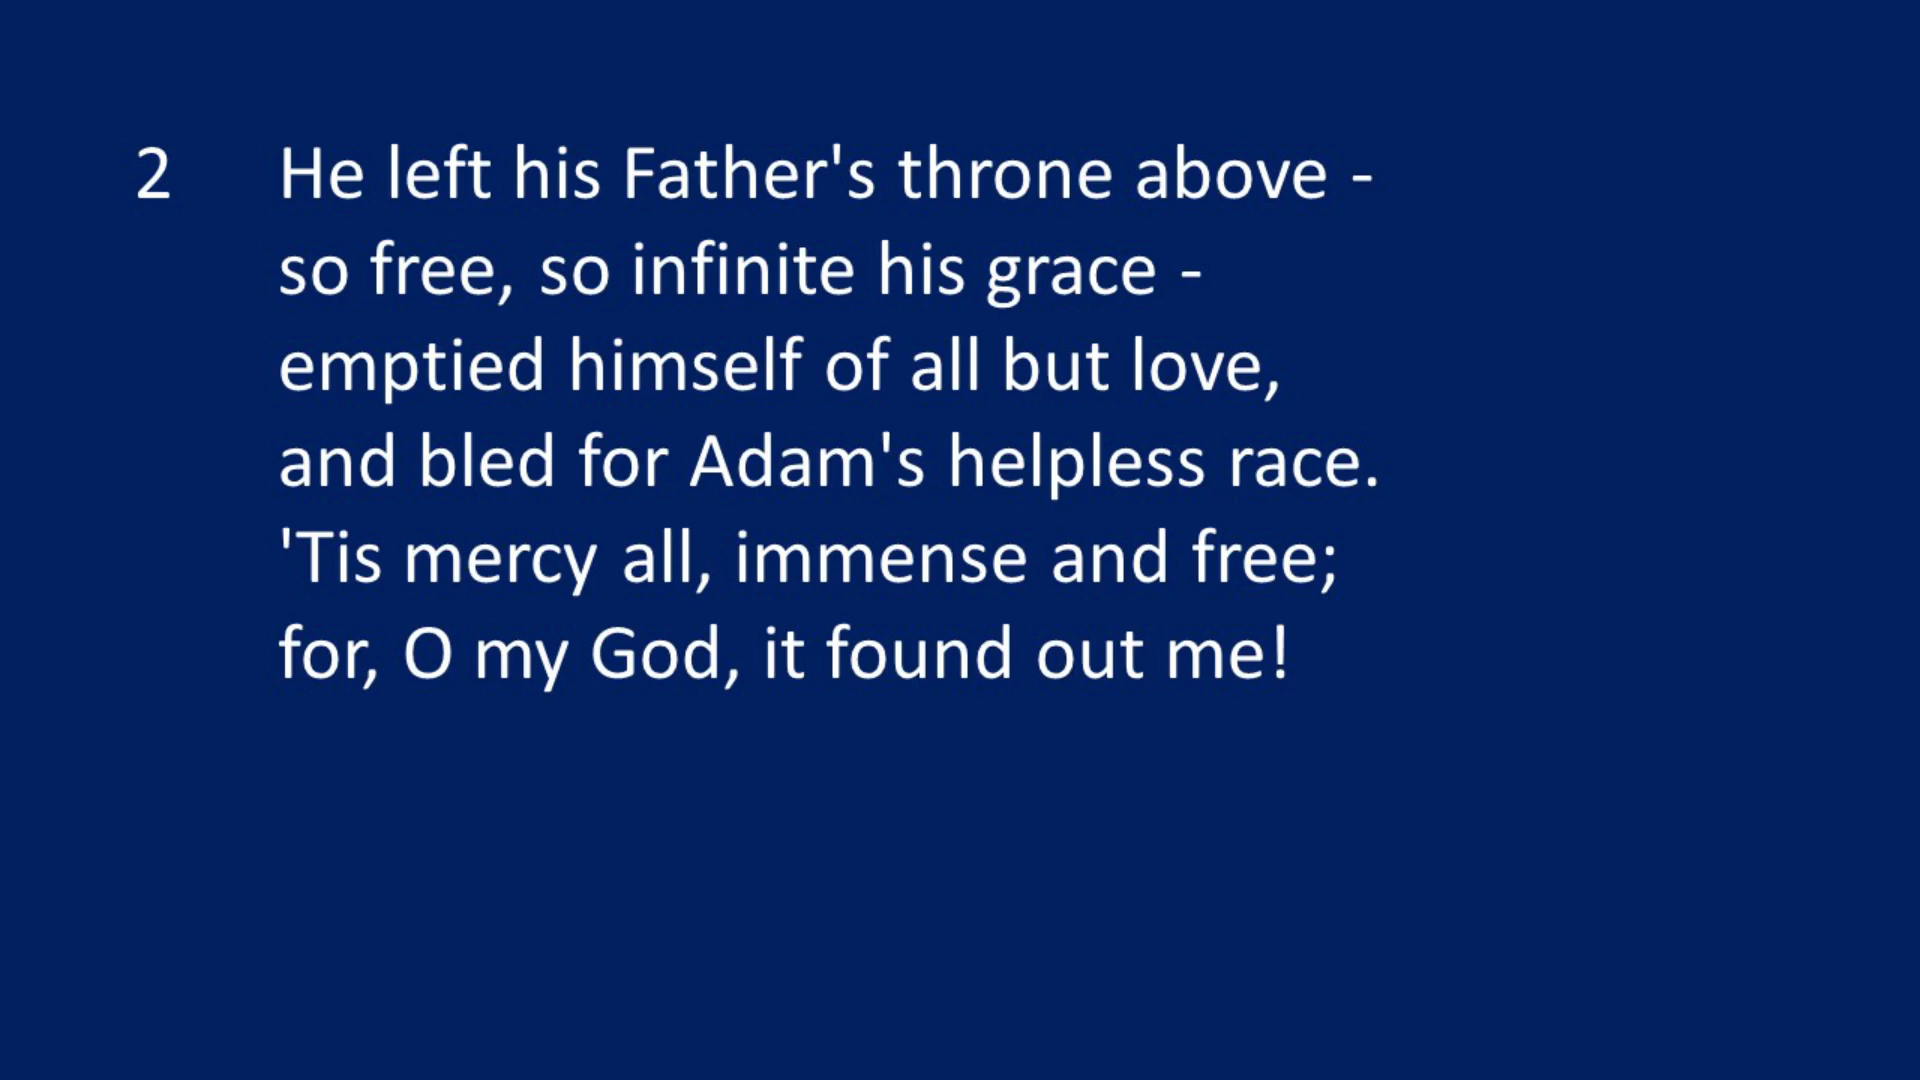 2 He left his Father's throne above -
so free, so infinite his grace -
emptied himself of all but love,
and bled for Adam's helpless race.
'Tis mercy all, immense and free;
for, O my God, it found out me!